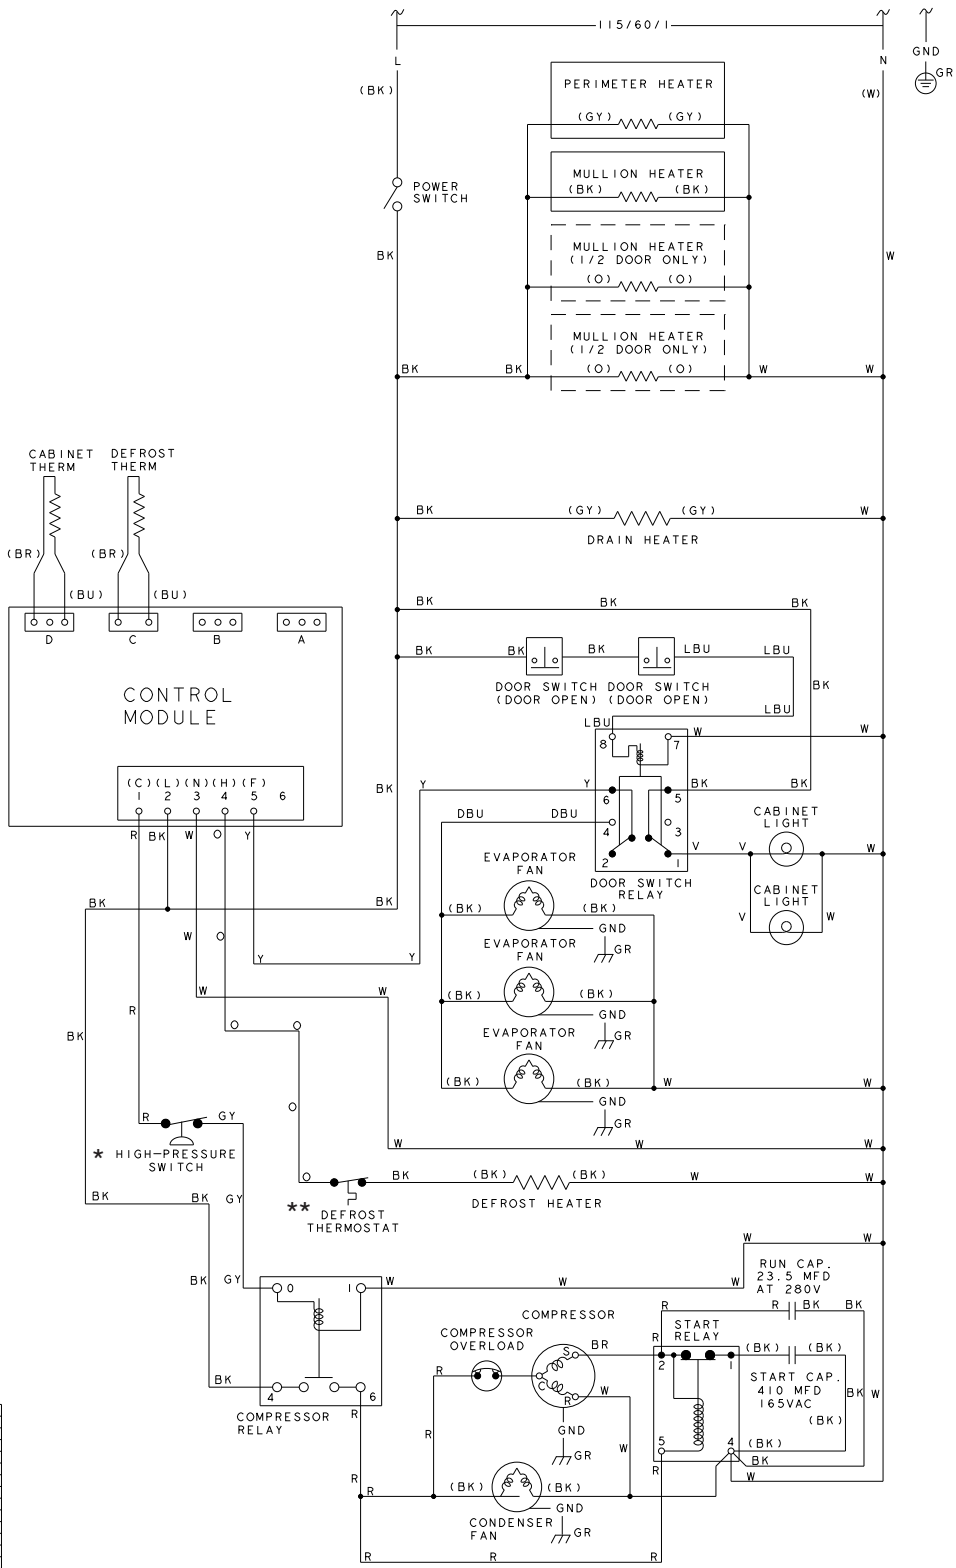 115/60/1
L
N
GND
GR
(BK)
(W)
PERIMETER HEATER
(GY) (GY)
MULLION HEATER
(BK) (BK)
POWER
SWITCH
BK
W
MULLION HEATER
(1/2 DOOR ONLY)
(O) (O)
MULLION HEATER
(1/2 DOOR ONLY)
BK BK (O) (O) W W
CABINET
THERM
DEFROST
THERM
BK (GY) (GY) W
DRAIN HEATER
(BR) (BR)
(BU) (BU)
BK BK BK
D C B A
BK BK BK LBU LBU
DOOR SWITCH
(DOOR OPEN)
DOOR SWITCH
(DOOR OPEN)
BK
CONTROL
MODULE
LBU
LBU
8 7 W
(C) (L) (N) (H) (F)
1 2 3 4 5 6
BK
Y Y 6 5 BK BK
DBU DBU 4 3
CABINET
LIGHT
R BK W O Y
2 1 V W
EVAPORATOR
FAN
DOOR SWITCH
RELAY
CABINET
LIGHT
BK BK
(BK) (BK)
V W
GND
GR
W O
EVAPORATOR
FAN
Y Y
W W
(BK) (BK)
GND
GR
R
O O
BK
EVAPORATOR
FAN
(BK) (BK) W W
GND
GR
O
R GY
* HIGH-PRESSURE
SWITCH
W W W
O BK (BK) (BK) W W
** DEFROST
THERMOSTAT
DEFROST HEATER
BK BK GY
W W
BK GY 0 1 W W W
RUN CAP.
23.5 MFD
AT 280V
R R BK BK
COMPRESSOR
COMPRESSOR
OVERLOAD
START
RELAY
S BR R
2 1 (BK) (BK)
R C
R W
START CAP.
410 MFD
165VAC
(BK)
BK W
BK 4 6
COMPRESSOR
RELAY
R
GND
GR
R W
5 4 (BK)
BK
R W
R R (BK) (BK)
GND
GR
CONDENSER
FAN
R R R